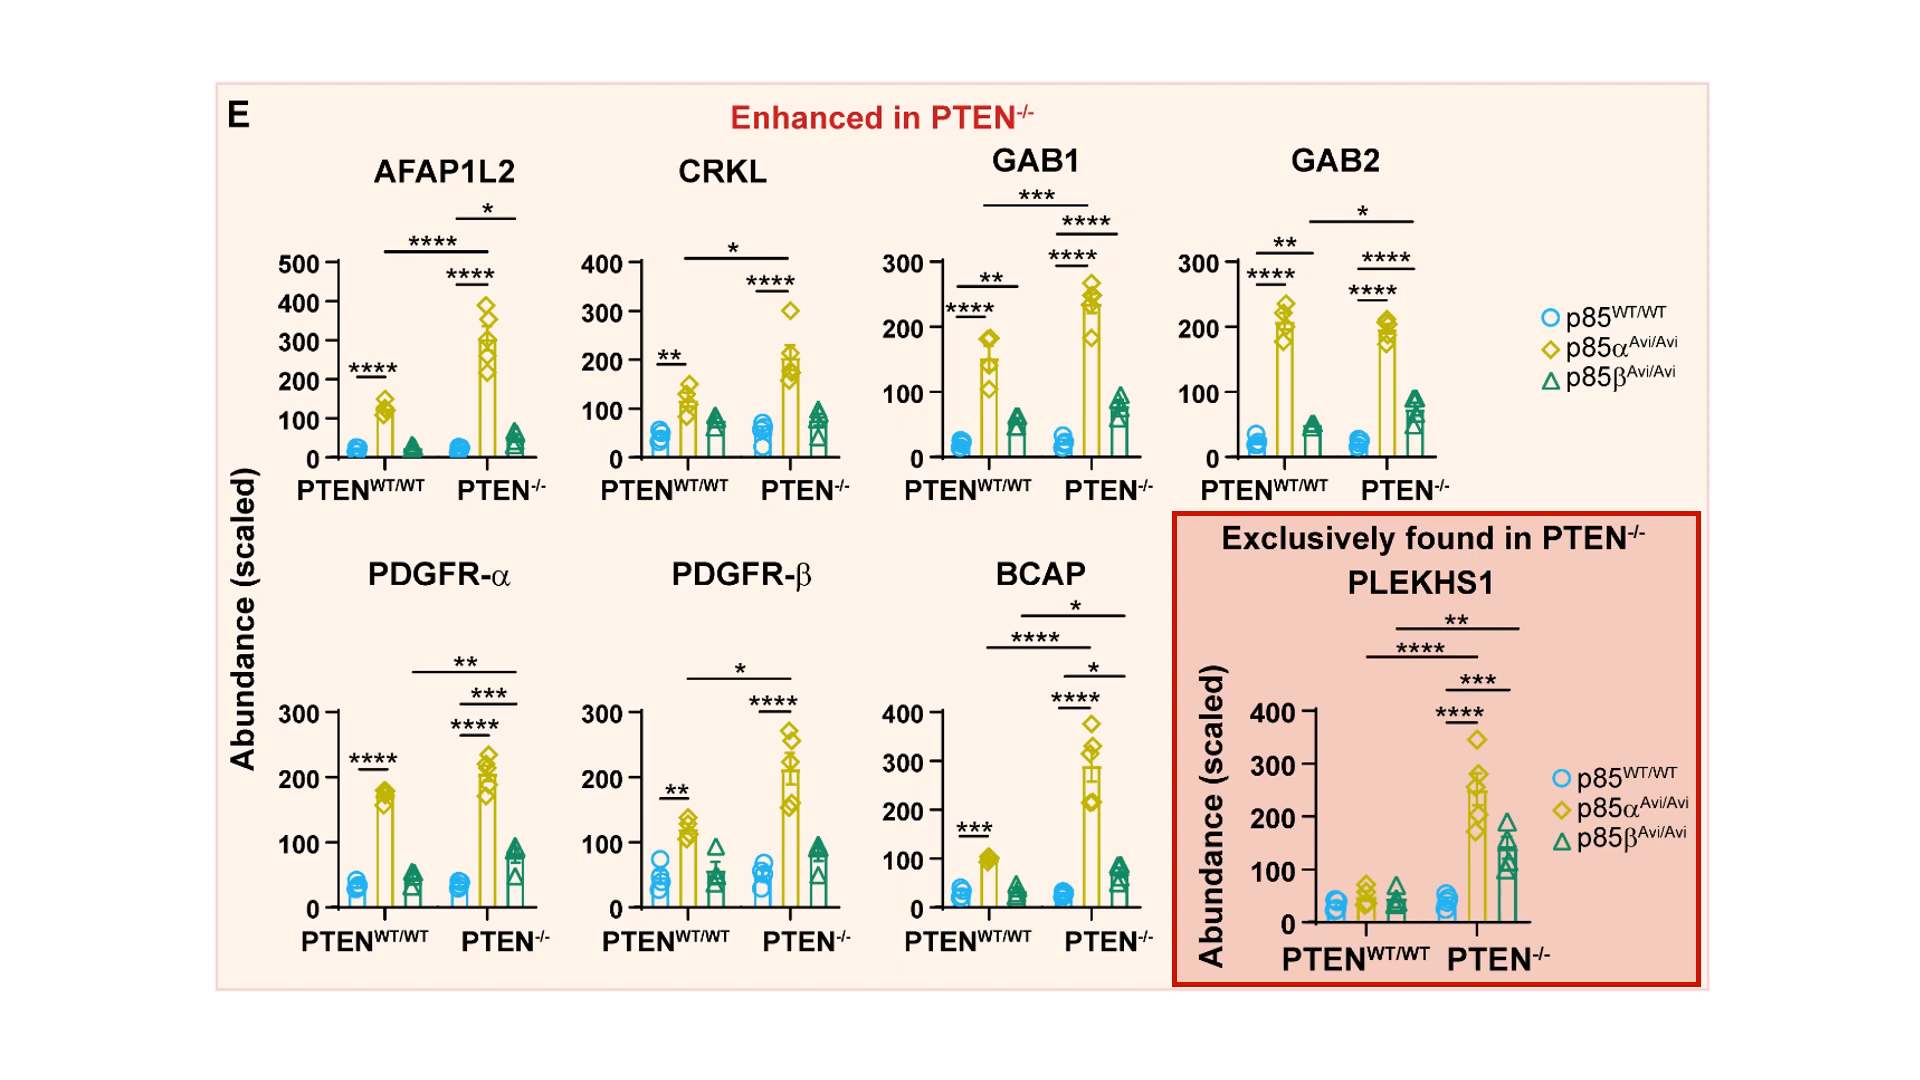 E
Enhanced in PTEN-/-
AFAP1L2
CRKL
GAB1
GAB2
Abundance (scaled)
*
****
****
****
500
400
300
200
100
0
PTENWT/WT PTEN-/-
*
****
**
400
300
200
100
0
PTENWT/WT PTEN-/-
***
****
****
**
****
300
200
100
0
PTENWT/WT PTEN-/-
*
**
****
****
****
300
200
100
0
PTENWT/WT PTEN-/-
p85WT/WT
p85αAvi/Avi
p85βAvi/Avi
PDGFR-α
**
***
****
****
300
200
100
0
PTENWT/WT PTEN-/-
PDGFR-β
*
****
**
300
200
100
0
PTENWT/WT PTEN-/-
BCAP
*
****
*
****
***
400
300
200
100
0
PTENWT/WT PTEN-/-
Exclusively found in PTEN-/-
PLEKHS1
**
****
***
****
Abundance (scaled)
400
300
200
100
0
PTENWT/WT PTEN-/-
p85WT/WT
p85αAvi/Avi
p85βAvi/Avi